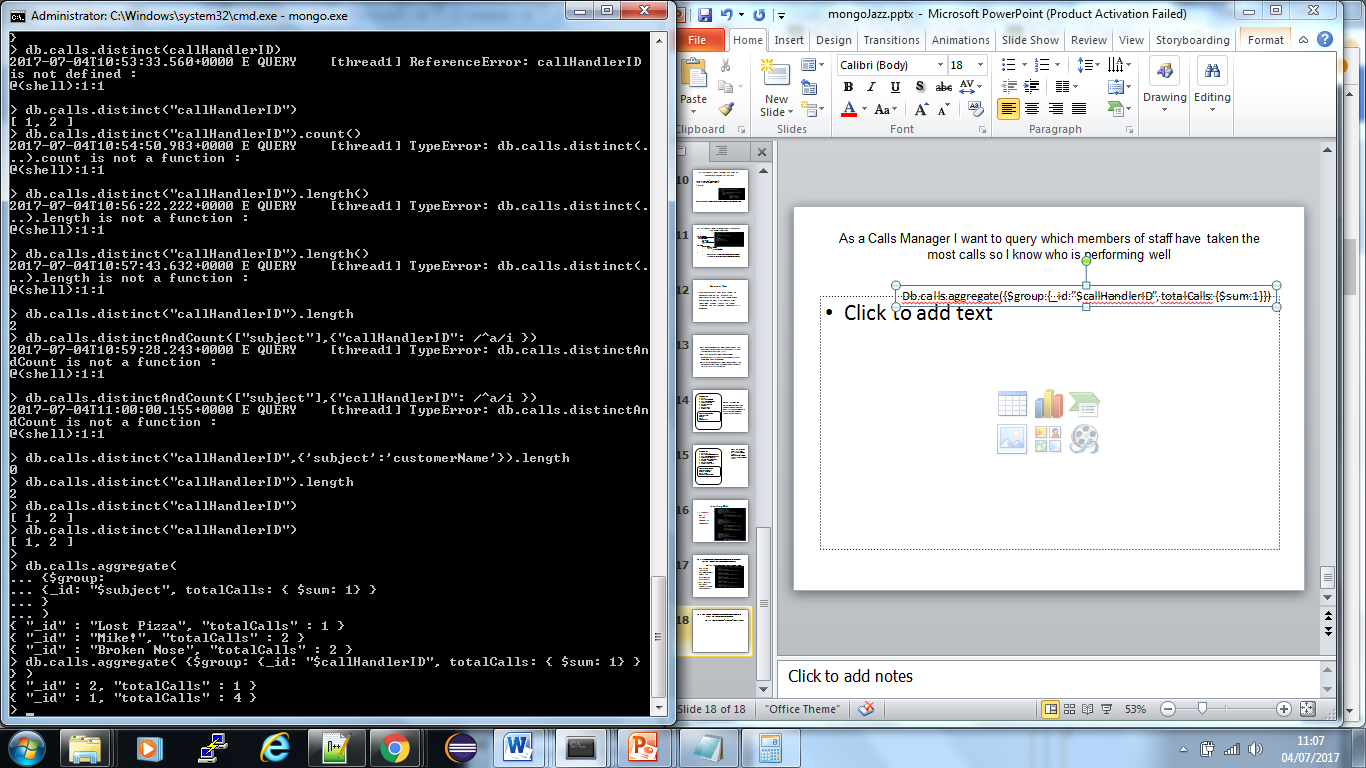 Administrator: C:\Windows\system32\cmd.exe - mongo.exe
}
> db.calls.distinct(callHandlerID)
2017-07-04T10:53:33.560+0000 E QUERY    [thread1] ReferenceError: callHandlerID
is not defined :
@(shell):1:1
> db.calls.distinct("callHandlerID")
[ 1, 2 ]
> db.calls.distinct("callHandlerID").count()
2017-07-04T10:54:50.983+0000 E QUERY    [thread1] TypeError: db.calls.distinct(.
..).count is not a function :
@(shell):1:1
> db.calls.distinct("callHandlerID").length()
2017-07-04T10:56:22.222+0000 E QUERY    [thread1] TypeError: db.calls.distinct(.
..).length is not a function :
@(shell):1:1
> db.calls.distinct("callHandlerID").length()
2017-07-04T10:57:43.632+0000 E QUERY    [thread1] TypeError: db.calls.distinct(.
..).length is not a function :
@(shell):1:1
> db.calls.distinct("callHandlerID").length
2
> db.calls.distinctAndCount(["subject"],{"callHandlerID": /^a/i })
2017-07-04T10:59:28.243+0000 E QUERY    [thread1] TypeError: db.calls.distinctAn
dCount is not a function :
@(shell):1:1
> db.calls.distinctAndCount(["subject"],{"callHandlerID": /^a/i })
2017-07-04T11:00:00.155+0000 E QUERY    [thread1] TypeError: db.calls.distinctAn
dCount is not a function :
@(shell):1:1
> db.calls.distinct("callHandlerID",{'subject':'customerName'}).length
0
> db.calls.distinct("callHandlerID").length
2
> db.calls.distinct("callHandlerID")
[ 1, 2 ]
> db.calls.distinct("callHandlerID")
[ 1, 2 ]
>
> db.calls.aggregate(
... {$group:
... {_id: "$subject", totalCalls: { $sum: 1} }
... }
... )
{ "_id" : "Lost Pizza", "totalCalls" : 1 }
{ "_id" : "Mike!", "totalCalls" : 2 }
{ "_id" : "Broken Nose", "totalCalls" : 2 }
> db.calls.aggregate( {$group: {_id: "$callHandlerID", totalCalls: { $sum: 1} }
} )
{ "_id" : 2, "totalCalls" : 1 }
{ "_id" : 1, "totalCalls" : 4 }
> _
mongoJazz.pptx - Microsoft PowerPoint (Product Activation Failed)
File Home Insert Design Transitions Animations Slide Show Review View Storyboarding Format
Paste
New
Slide
Calibri (Body) 18
B I U S abc AV
A Aa A A
Drawing
Editing
Clipboard Slides Font Paragraph
10
11
12
13
14
15
16
17
18
As a Calls Manager I want to query which members of staff have taken the
most calls so I know who is performing well
Db.calls.aggregate({$group:{_id:"$callHandlerID", totalCalls: {$sum:1}}})
• Click to add text
Click to add notes
Slide 18 of 18 "Office Theme" 53%
11:07
04/07/2017